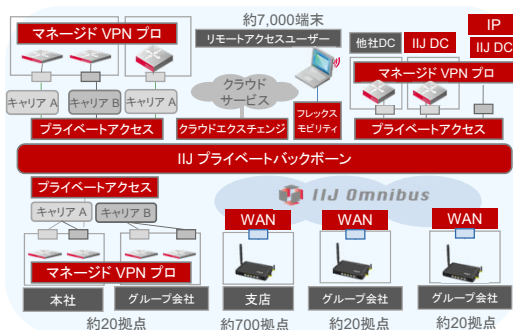 約7,000端末
リモートアクセスユーザー
マネージド VPN プロ
キャリア A
キャリア B
キャリア A
プライベートアクセス
クラウド
サービス
クラウドエクスチェンジ
フレックス
モビリティ
他社DC
IIJ DC
IP
IIJ DC
マネージド VPN プロ
プライベートアクセス
IIJ プライベートバックボーン
プライベートアクセス
キャリア A
キャリア B
マネージド VPN プロ
本社
グループ会社
約20拠点
IIJ Omnibus
WAN
支店
約700拠点
WAN
グループ会社
約20拠点
WAN
グループ会社
約20拠点